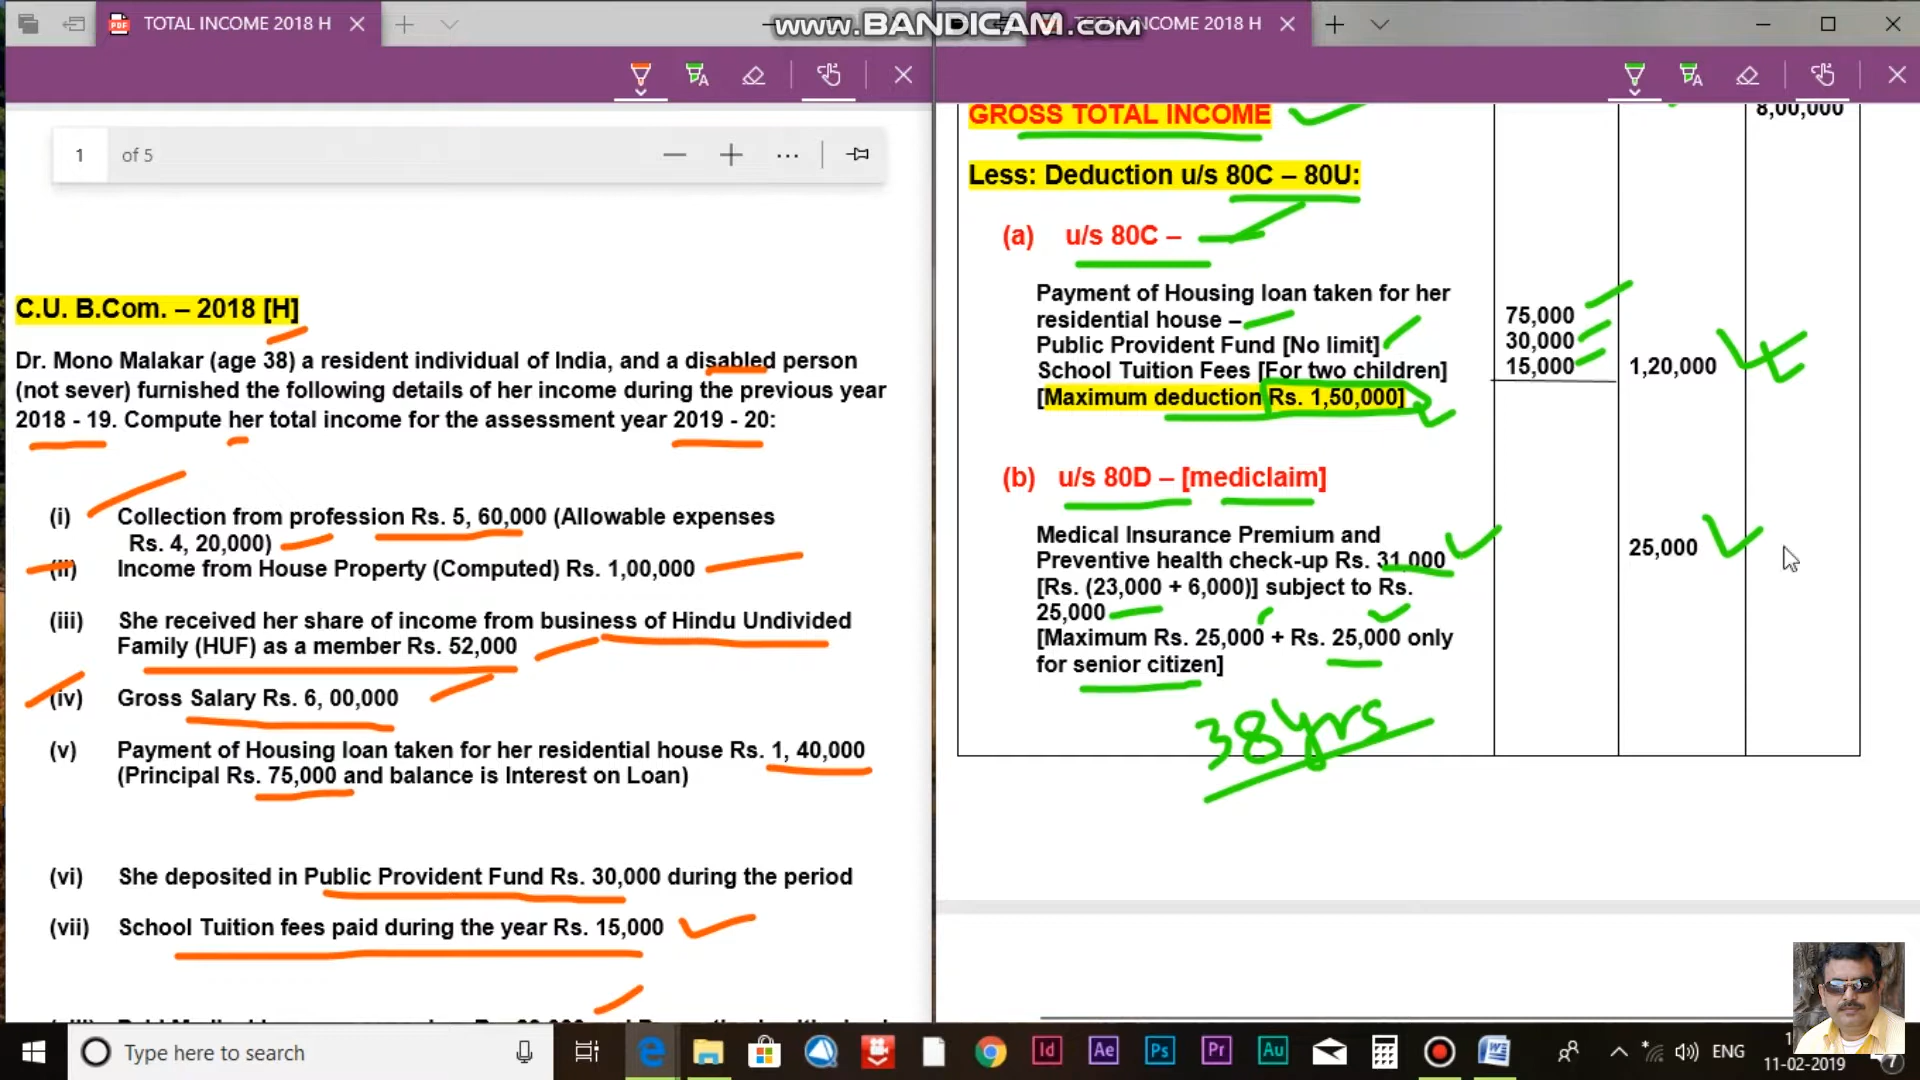 TOTAL INCOME 2018 H
www.BANDICAM.com
INCOME 2018 H
1 of 5
C.U. B.Com. – 2018 [H]
Dr. Mono Malakar (age 38) a resident individual of India, and a disabled person
(not sever) furnished the following details of her income during the previous year
2018 - 19. Compute her total income for the assessment year 2019 - 20:
(i) Collection from profession Rs. 5, 60,000 (Allowable expenses
Rs. 4, 20,000)
(ii) Income from House Property (Computed) Rs. 1,00,000
(iii) She received her share of income from business of Hindu Undivided
Family (HUF) as a member Rs. 52,000
(iv) Gross Salary Rs. 6, 00,000
(v) Payment of Housing loan taken for her residential house Rs. 1, 40,000
(Principal Rs. 75,000 and balance is Interest on Loan)
(vi) She deposited in Public Provident Fund Rs. 30,000 during the period
(vii) School Tuition fees paid during the year Rs. 15,000
GROSS TOTAL INCOME 8,00,000
Less: Deduction u/s 80C – 80U:
(a) u/s 80C –
Payment of Housing loan taken for her
residential house – 75,000
Public Provident Fund [No limit] 30,000
School Tuition Fees [For two children] 15,000 1,20,000
[Maximum deduction Rs. 1,50,000]
(b) u/s 80D – [mediclaim]
Medical Insurance Premium and 25,000
Preventive health check-up Rs. 31,000
[Rs. (23,000 + 6,000)] subject to Rs.
25,000
[Maximum Rs. 25,000 + Rs. 25,000 only
for senior citizen]
38 yrs
Type here to search
Id Ae Ps Pr Au
ENG
11-02-2019
7